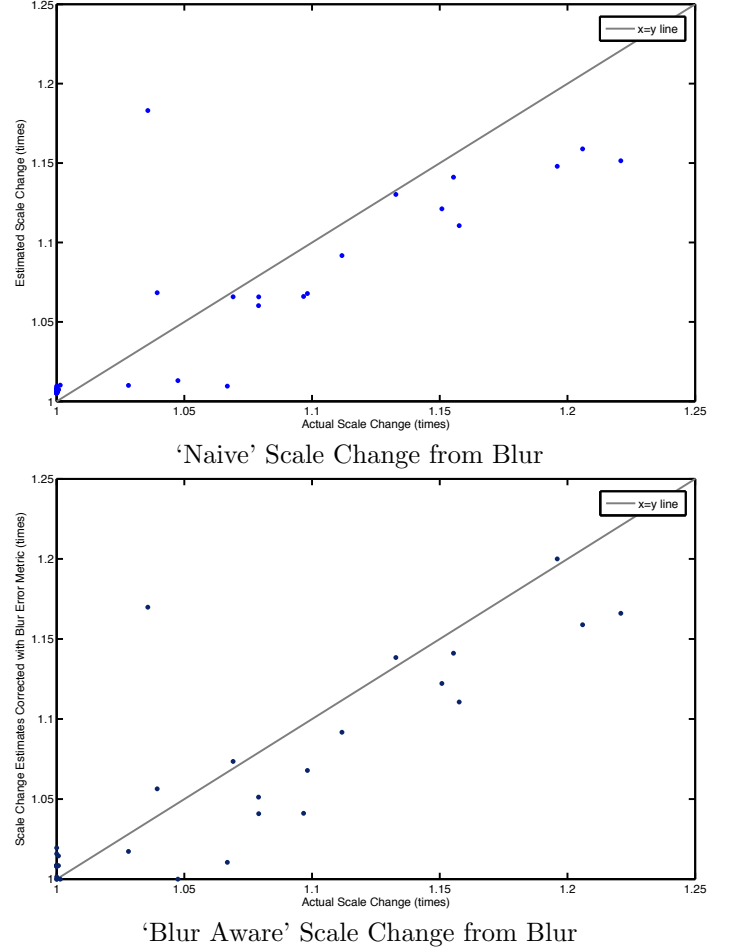 1.25
x=y line
1.2
1.15
1.1
1.05
1
Estimated Scale Change (times)
1 1.05 1.1 1.15 1.2 1.25
Actual Scale Change (times)
‘Naive’ Scale Change from Blur
1.25
x=y line
1.2
1.15
1.1
1.05
1
Scale Change Estimates Corrected with Blur Error Metric (times)
1 1.05 1.1 1.15 1.2 1.25
Actual Scale Change (times)
‘Blur Aware’ Scale Change from Blur